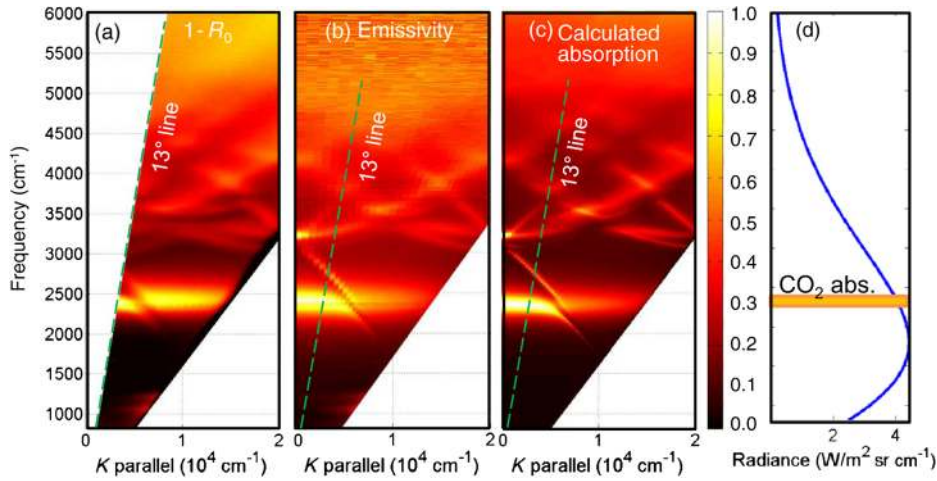 (a)
1- R₀
(b) Emissivity
(c) Calculated
absorption
(d)
13° line
13° line
13° line
CO₂ abs.
Frequency (cm⁻¹)
6000
5500
5000
4500
4000
3500
3000
2500
2000
1500
1000
0 1 2
0 1 2
0 1 2
K parallel (10⁴ cm⁻¹)
K parallel (10⁴ cm⁻¹)
K parallel (10⁴ cm⁻¹)
1.0
0.9
0.8
0.7
0.6
0.5
0.4
0.3
0.2
0.1
0.0
2 4
Radiance (W/m² sr cm⁻¹)